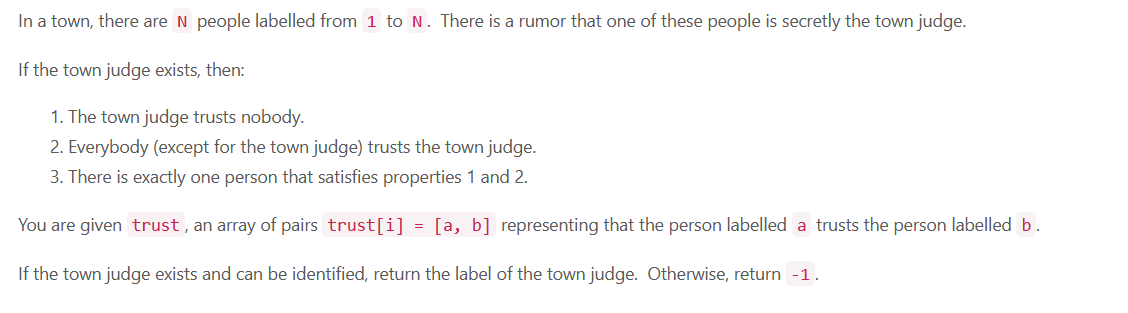 In a town, there are N people labelled from 1 to N. There is a rumor that one of these people is secretly the town judge.
If the town judge exists, then:
1. The town judge trusts nobody.
2. Everybody (except for the town judge) trusts the town judge.
3. There is exactly one person that satisfies properties 1 and 2.
You are given trust, an array of pairs trust[i] = [a, b] representing that the person labelled a trusts the person labelled b.
If the town judge exists and can be identified, return the label of the town judge. Otherwise, return -1.